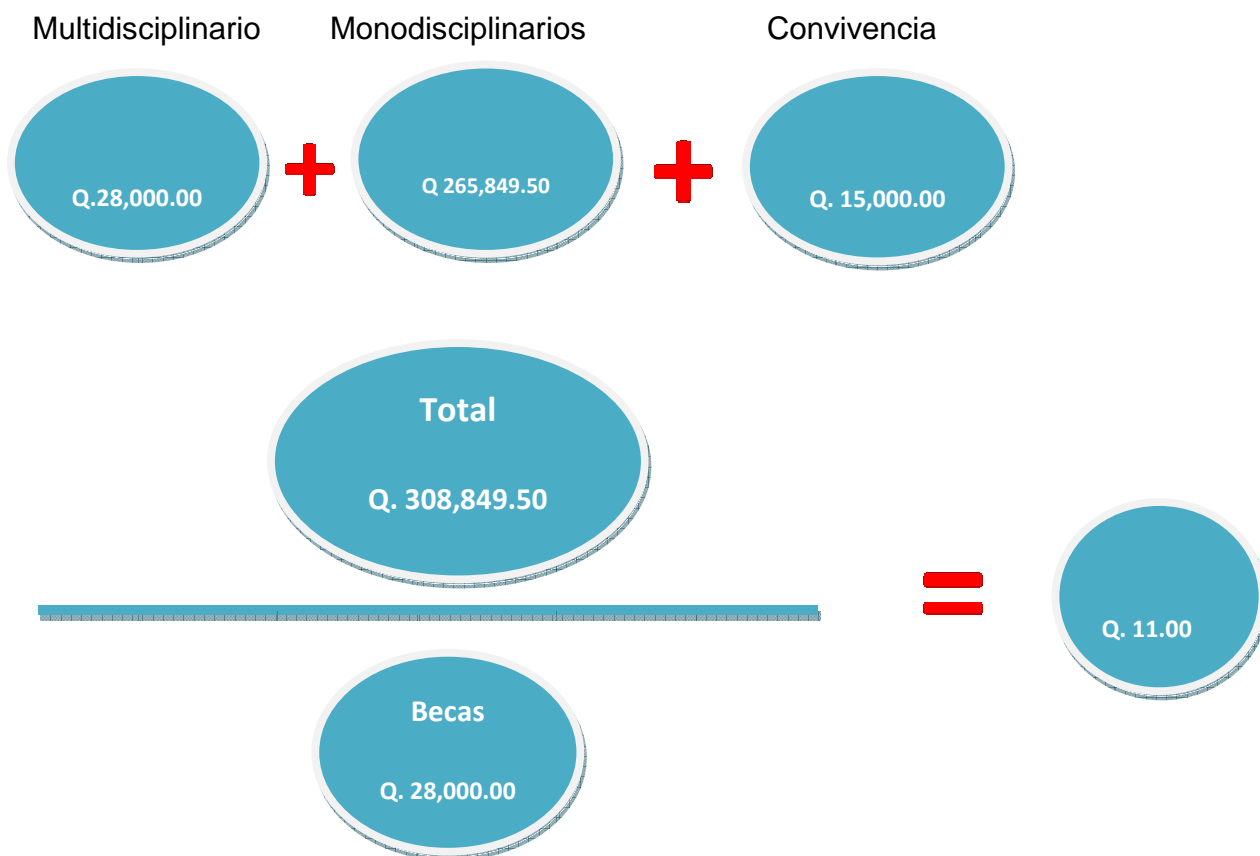 Multidisciplinario Monodisciplinarios Convivencia
Q.28,000.00 Q 265,849.50 Q. 15,000.00
Total
Q. 308,849.50
Q. 11.00
Becas
Q. 28,000.00